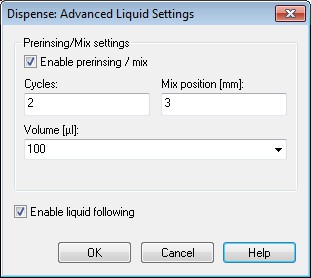 Dispense: Advanced Liquid Settings
Prerinsing/Mix settings
Enable prerinsing / mix
Cycles: Mix position [mm]:
2 3
Volume [µl]:
100
Enable liquid following
OK Cancel Help